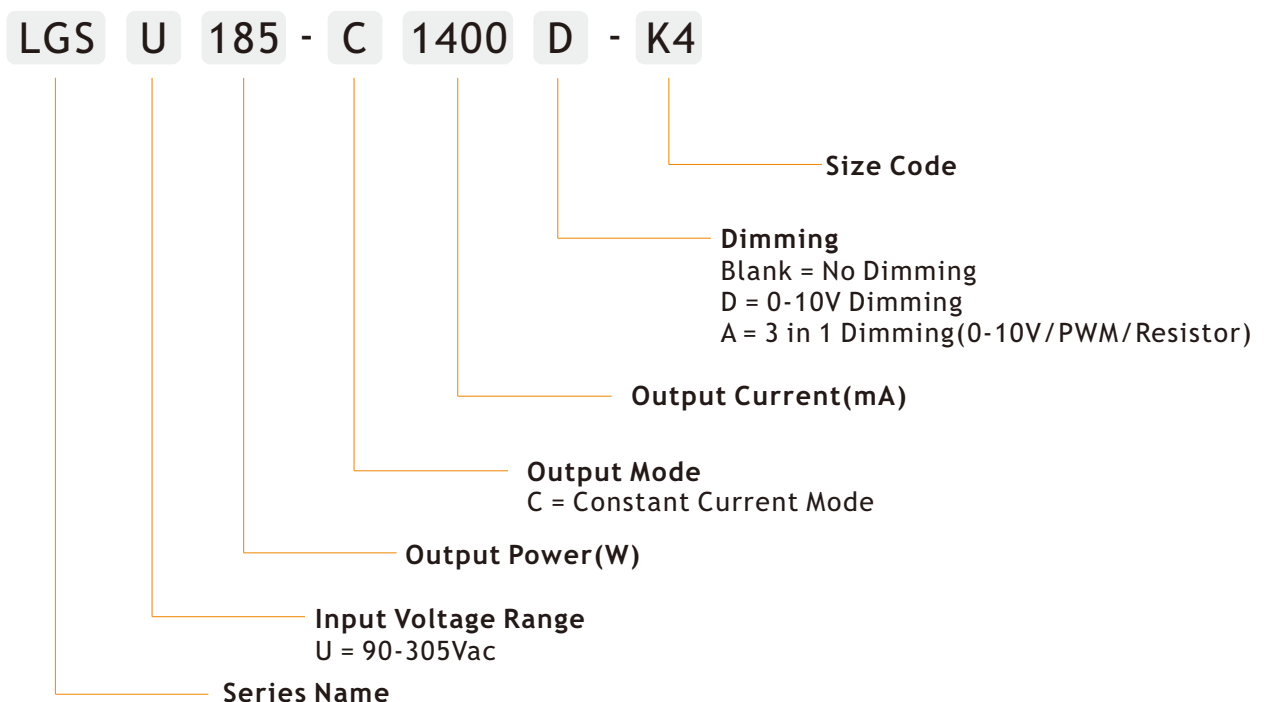 LGS U 185 - C 1400 D - K4
Size Code
Dimming
Blank = No Dimming
D = 0-10V Dimming
A = 3 in 1 Dimming(0-10V/PWM/Resistor)
Output Current(mA)
Output Mode
C = Constant Current Mode
Output Power(W)
Input Voltage Range
U = 90-305Vac
Series Name